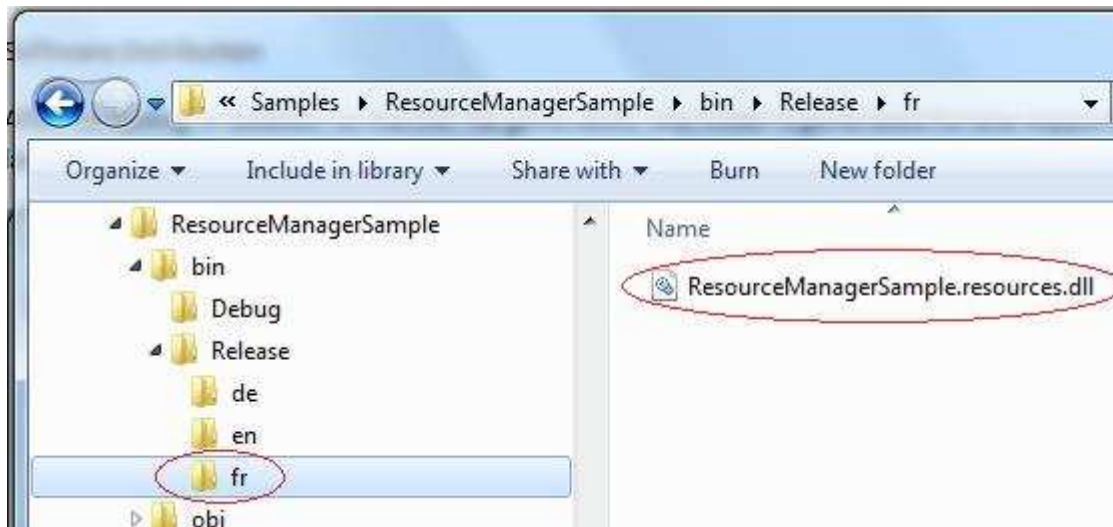 « Samples ▸ ResourceManagerSample ▸ bin ▸ Release ▸ fr
Organize Include in library Share with Burn New folder
ResourceManagerSample
bin
Debug
Release
de
en
fr
obj
Name
ResourceManagerSample.resources.dll